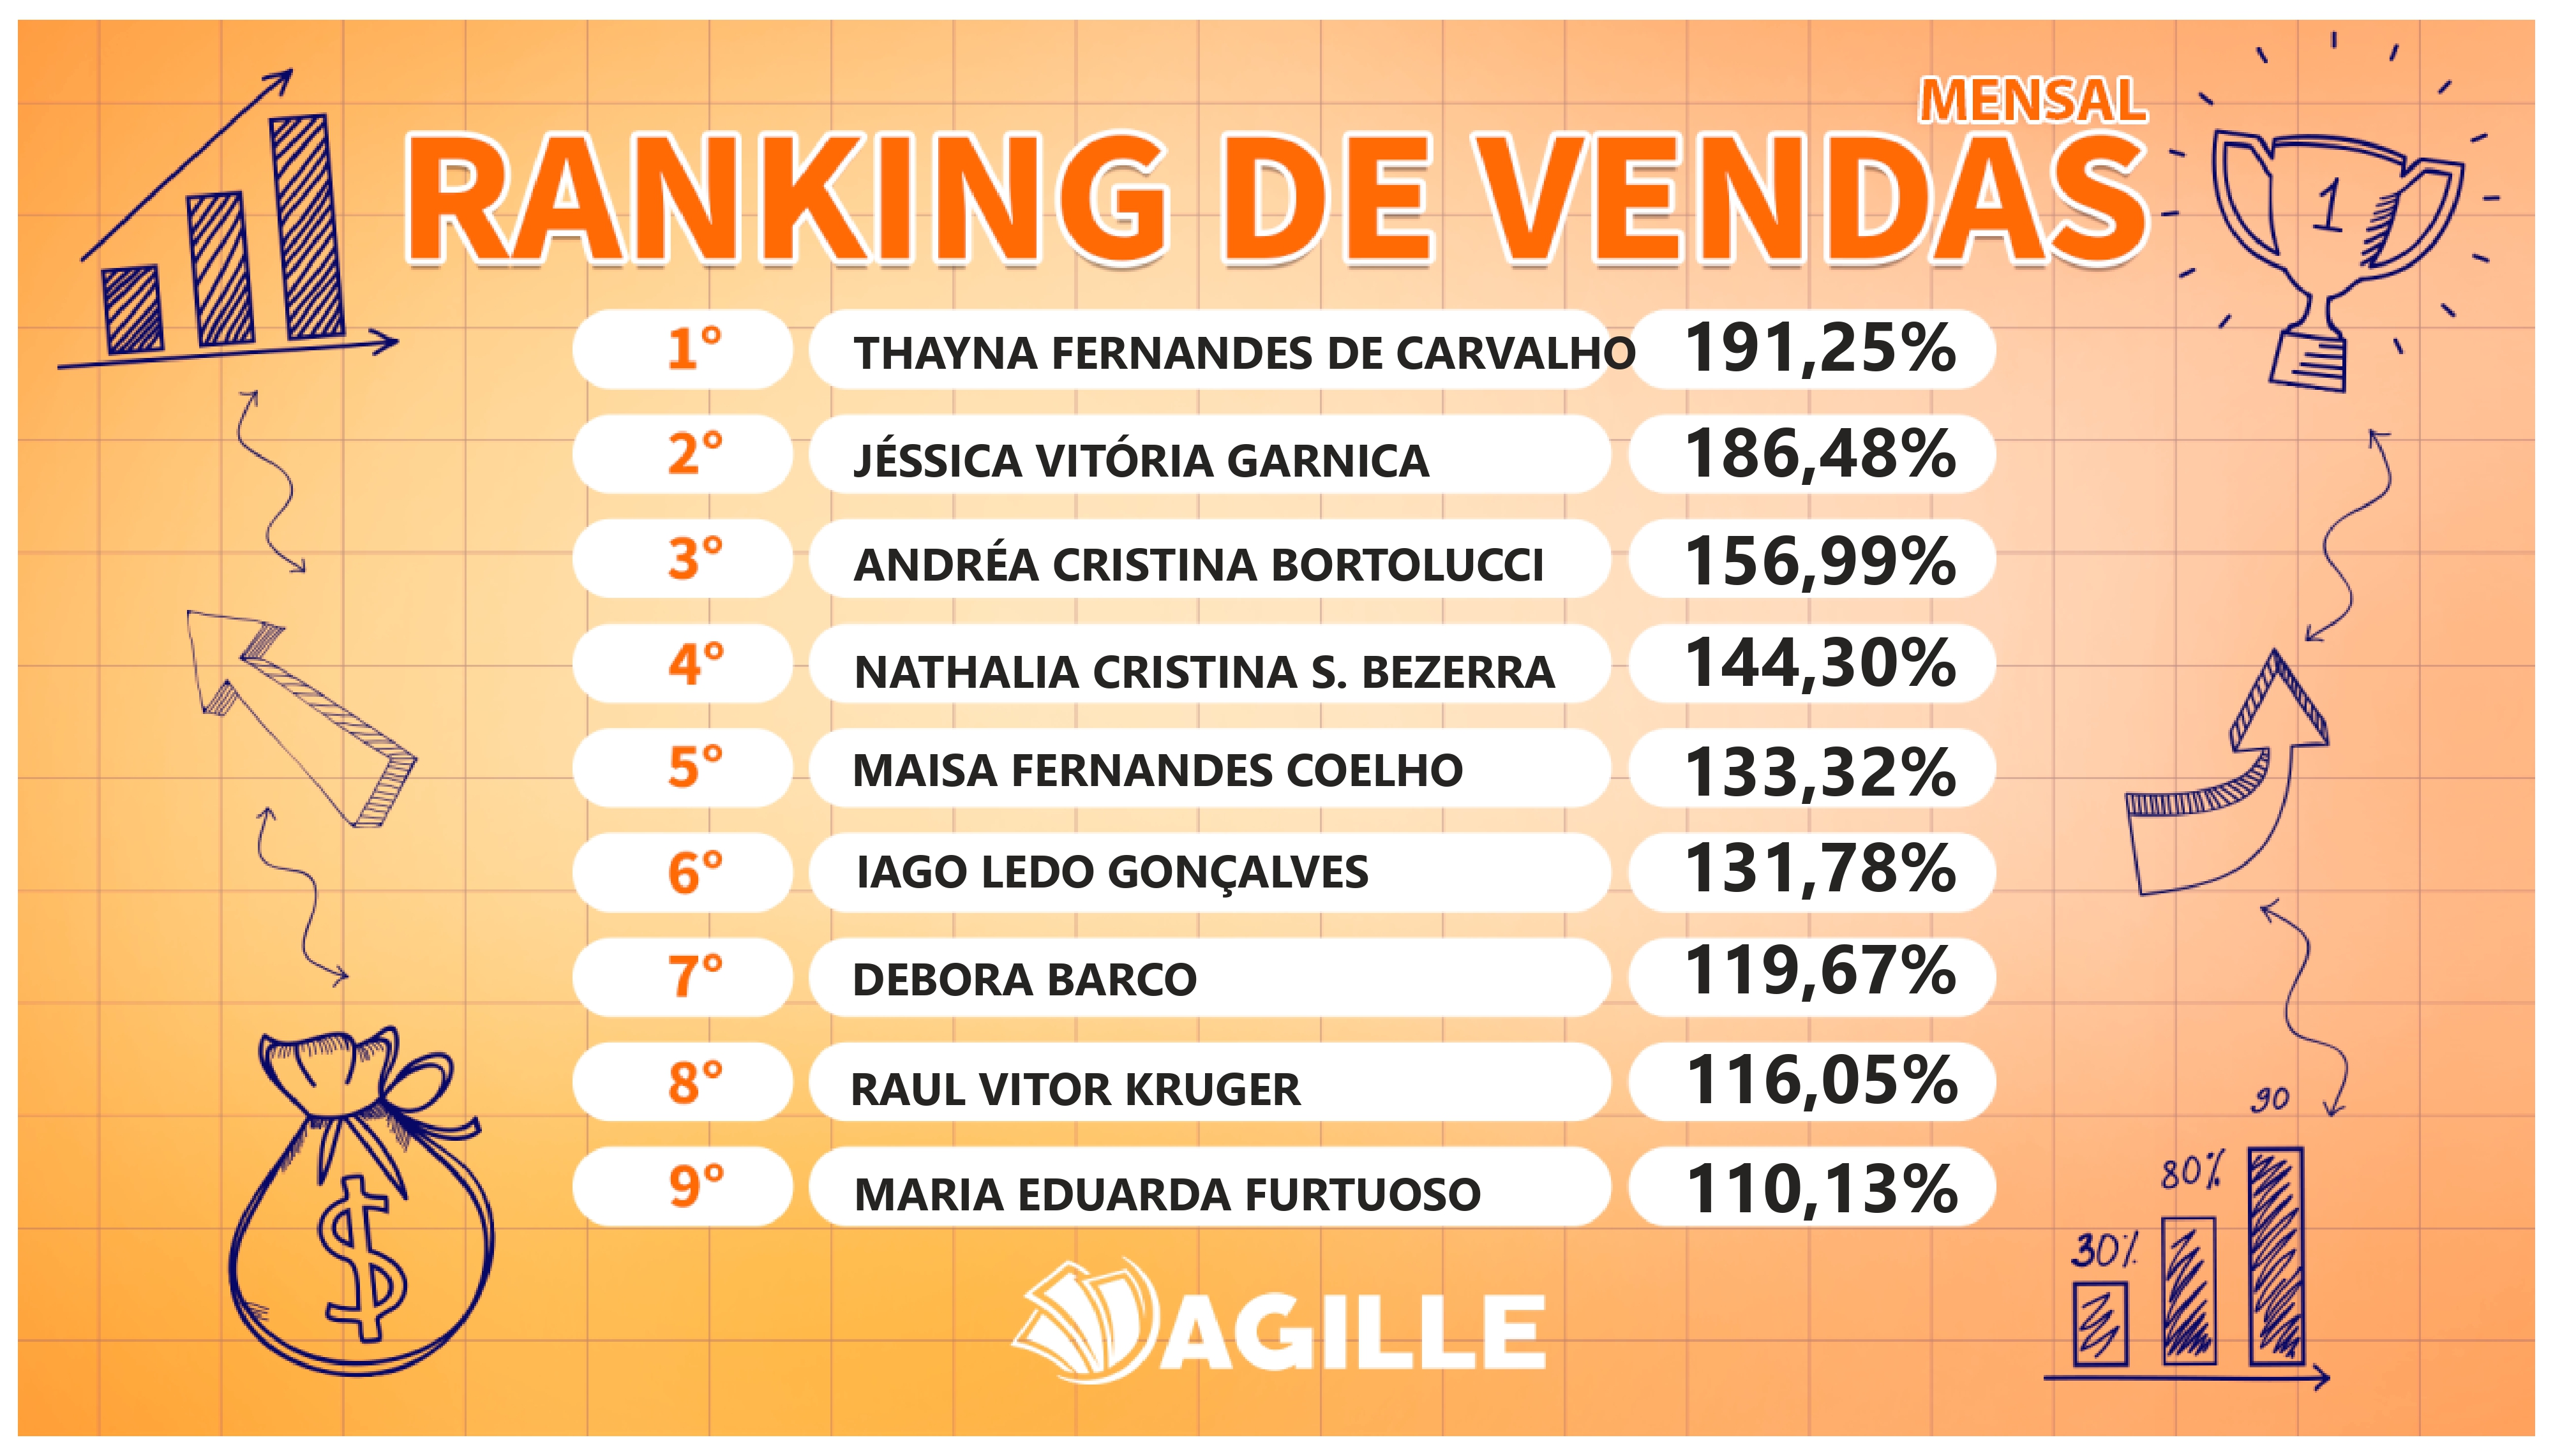 MENSAL
RANKING DE VENDAS
1
1° THAYNA FERNANDES DE CARVALHO 191,25%
2° JÉSSICA VITÓRIA GARNICA 186,48%
3° ANDRÉA CRISTINA BORTOLUCCI 156,99%
4° NATHALIA CRISTINA S. BEZERRA 144,30%
5° MAISA FERNANDES COELHO 133,32%
6° IAGO LEDO GONÇALVES 131,78%
7° DEBORA BARCO 119,67%
8° RAUL VITOR KRUGER 116,05%
9° MARIA EDUARDA FURTUOSO 110,13%
$
90
80%
30%
AGILLE